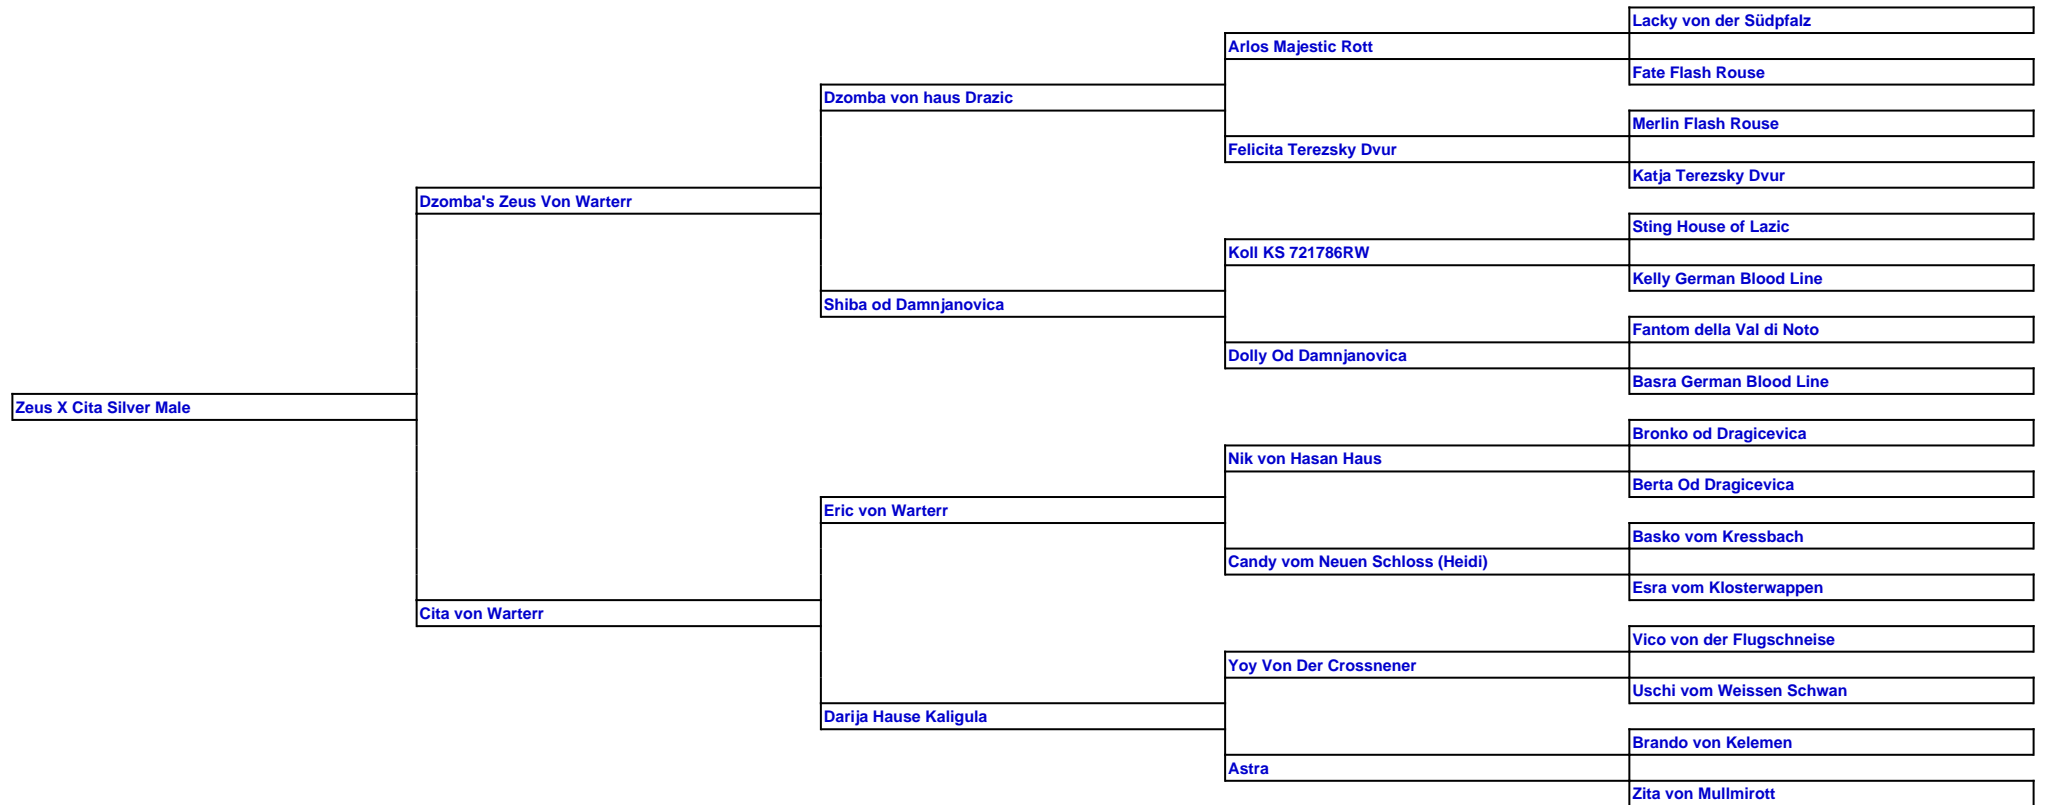 Lacky von der Südpfalz
Arlos Majestic Rott
Fate Flash Rouse
Dzomba von haus Drazic
Merlin Flash Rouse
Felicita Terezsky Dvur
Katja Terezsky Dvur
Dzomba's Zeus Von Warterr
Sting House of Lazic
Koll KS 721786RW
Kelly German Blood Line
Shiba od Damnjanovica
Fantom della Val di Noto
Dolly Od Damnjanovica
Basra German Blood Line
Zeus X Cita Silver Male
Bronko od Dragicevica
Nik von Hasan Haus
Berta Od Dragicevica
Eric von Warterr
Basko vom Kressbach
Candy vom Neuen Schloss (Heidi)
Esra vom Klosterwappen
Cita von Warterr
Vico von der Flugschneise
Yoy Von Der Crossnener
Uschi vom Weissen Schwan
Darija Hause Kaligula
Brando von Kelemen
Astra
Zita von Mullmirott